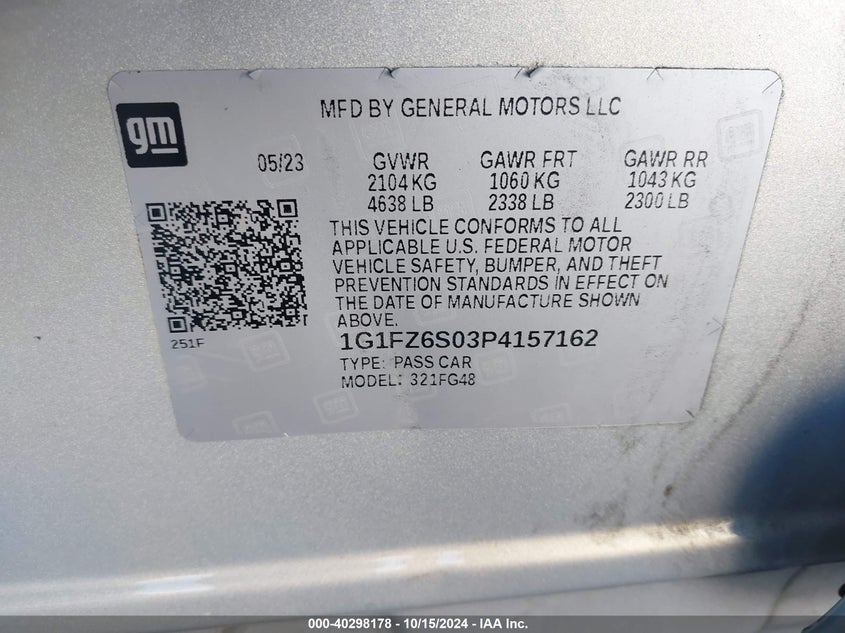 MFD BY GENERAL MOTORS LLC
gm
05/23 GVWR GAWR FRT GAWR RR
2104 KG 1060 KG 1043 KG
4638 LB 2338 LB 2300 LB
THIS VEHICLE CONFORMS TO ALL
APPLICABLE U.S. FEDERAL MOTOR
VEHICLE SAFETY, BUMPER, AND THEFT
PREVENTION STANDARDS IN EFFECT ON
THE DATE OF MANUFACTURE SHOWN
ABOVE.
251F
1G1FZ6S03P4157162
TYPE: PASS CAR
MODEL: 321FG48
000-40298178 - 10/15/2024 - IAA Inc.